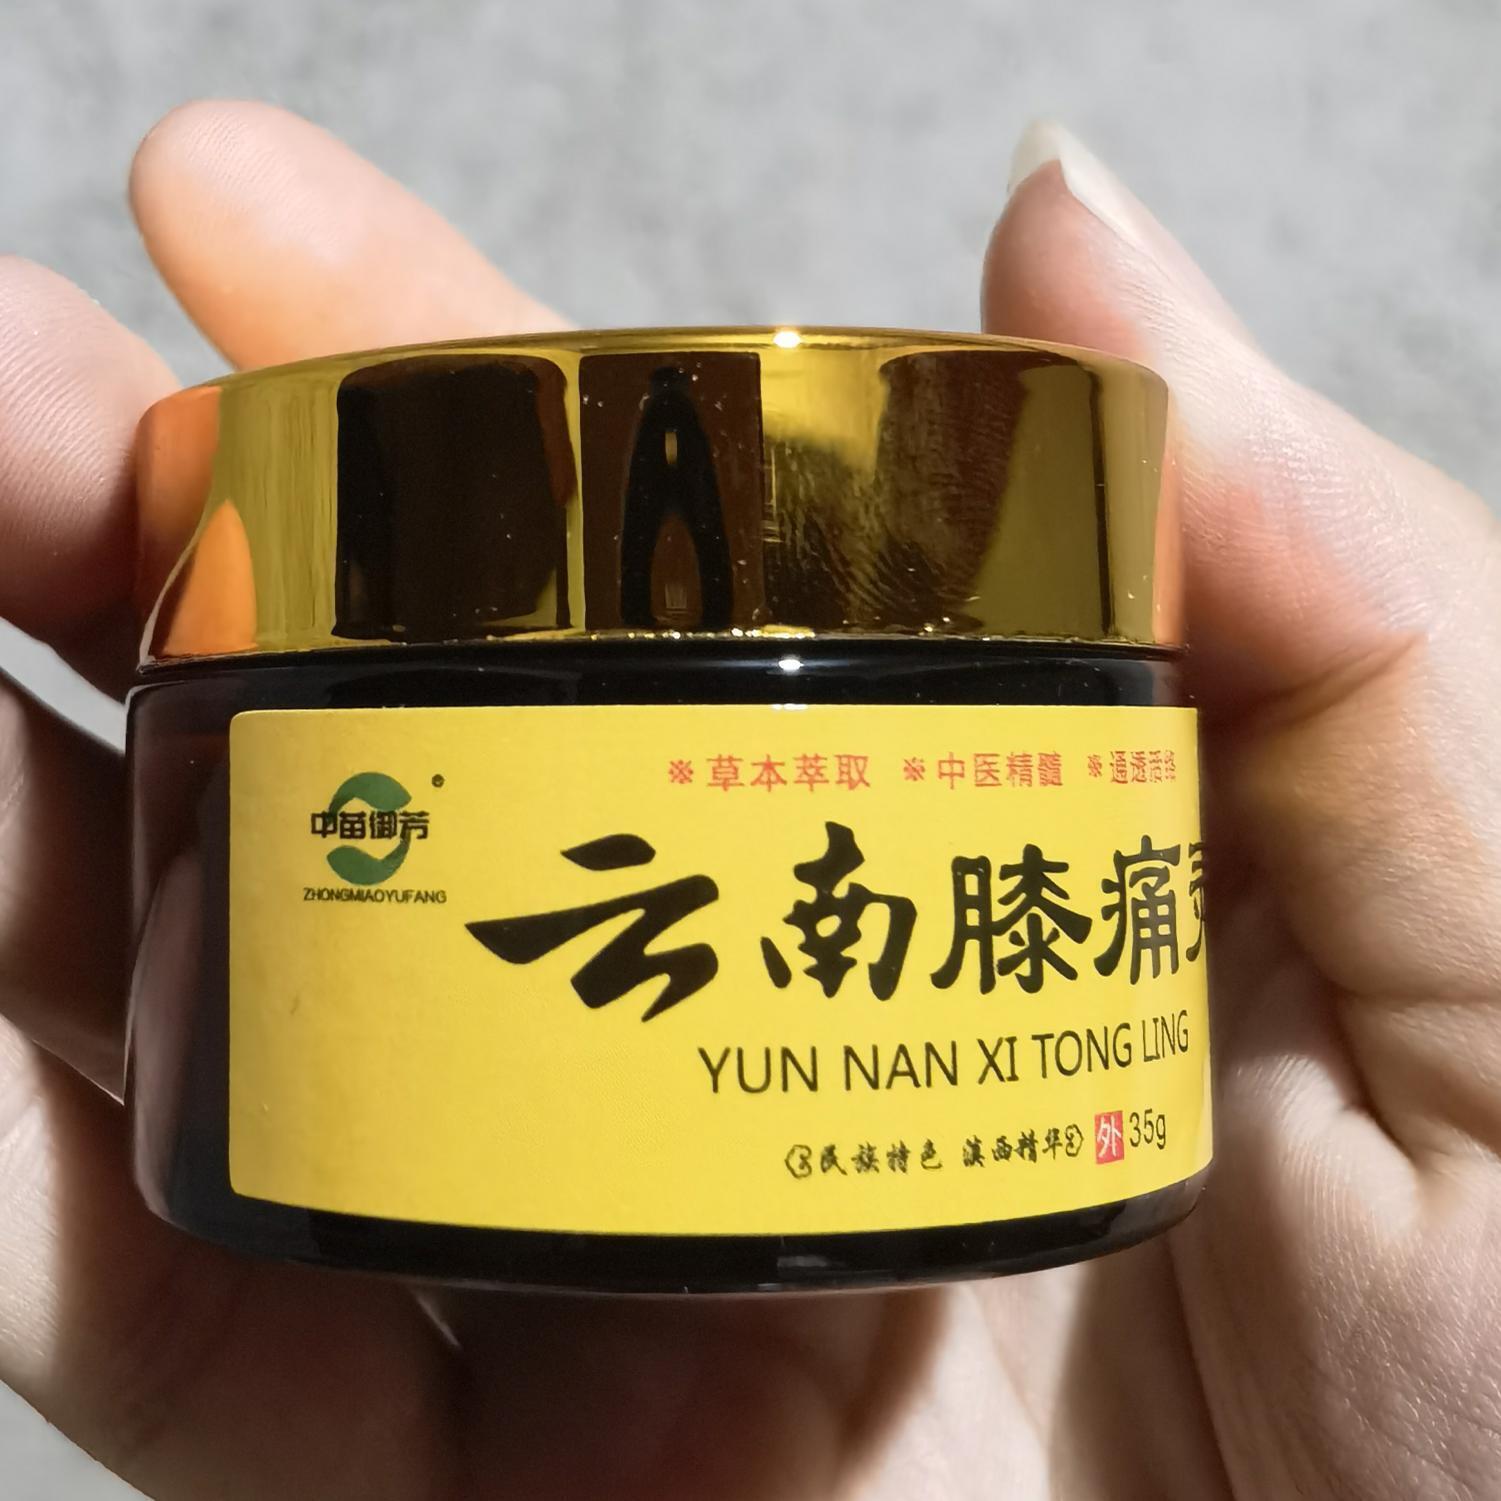 ※草本萃取 ※中医精髓 ※通透活络
中苗御芳
ZHONGMIAOYUFANG
云南膝痛灵
YUN NAN XI TONG LING
民族特色 滇西精华 外 35g